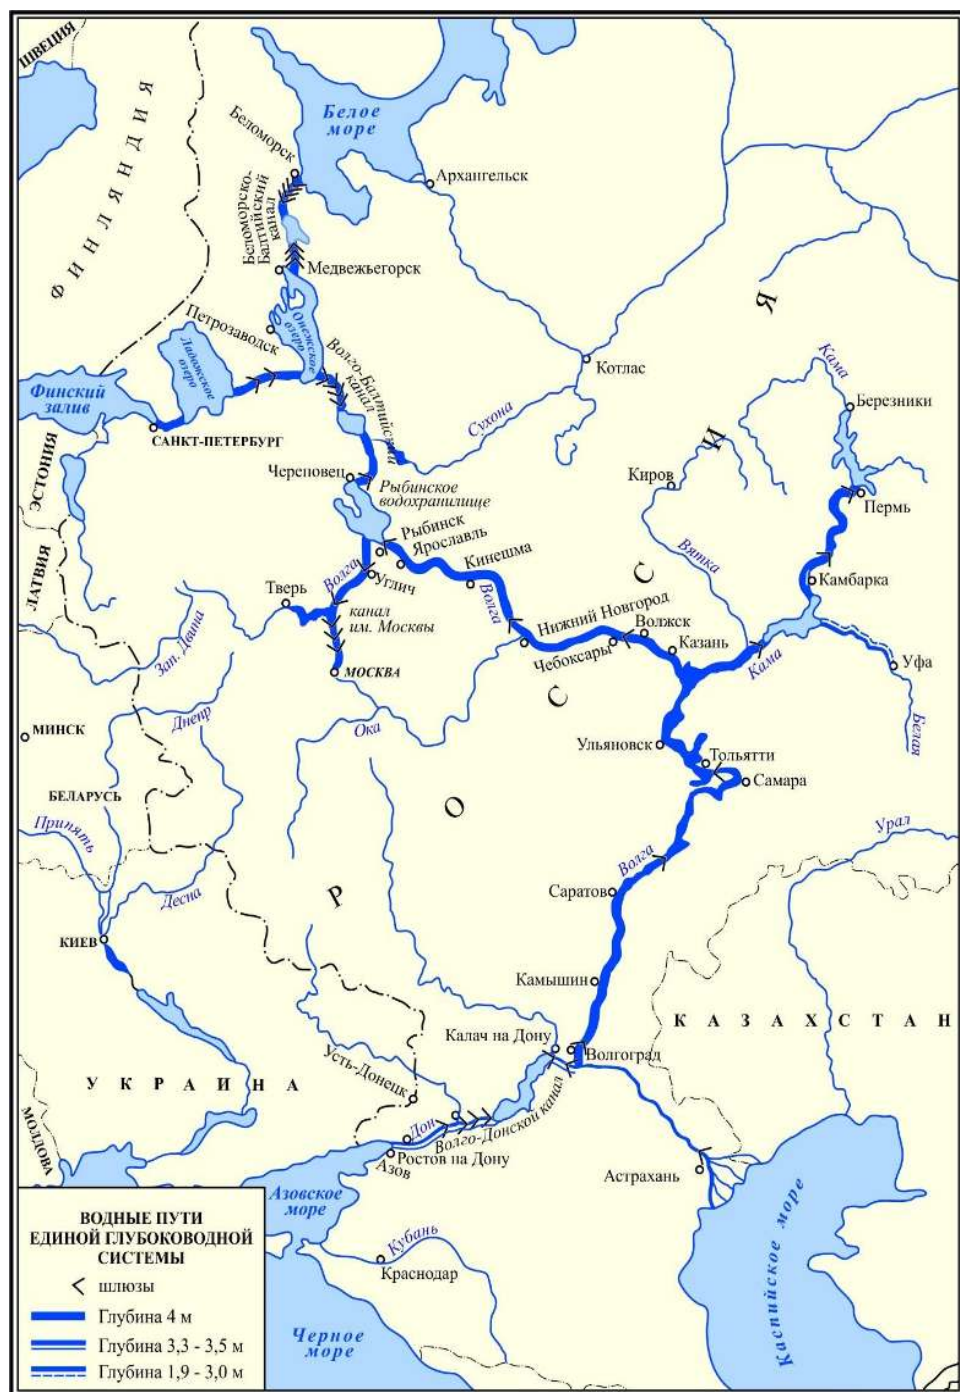 ШВЕЦИЯ
ФИНЛЯНДИЯ
Белое
море
Беломорск
Архангельск
Беломорско-
Балтийский
канал
Медвежьегорск
Петрозаводск
Онежское
озеро
Ладожское
озеро
Волго-Балтийский
канал
Финский
залив
САНКТ-ПЕТЕРБУРГ
Котлас
Сухона
Кама
Березники
ЭСТОНИЯ
Череповец
Рыбинское
водохранилище
Киров
Пермь
Рыбинск
Ярославль
Кинешма
Вятка
ЛАТВИЯ
Волга
Углич
Тверь
Волга
Камбарка
канал
им. Москвы
Нижний Новгород
Волжск
Зап. Двина
Чебоксары
Казань
МОСКВА
Кама
Уфа
Днепр
Ока
Белая
МИНСК
Ульяновск
Тольятти
Самара
БЕЛАРУСЬ
Припять
Урал
Волга
РОССИЯ
Саратов
Десна
КИЕВ
Камышин
КАЗАХСТАН
Калач на Дону
Волгоград
Усть-Донецк
УКРАИНА
Волго-Донской канал
МОЛДОВА
Дон
Ростов на Дону
Азов
Астрахань
Азовское
море
Каспийское море
Кубань
Краснодар
Черное
море
ВОДНЫЕ ПУТИ
ЕДИНОЙ ГЛУБОКОВОДНОЙ
СИСТЕМЫ
шлюзы
Глубина 4 м
Глубина 3,3 - 3,5 м
Глубина 1,9 - 3,0 м